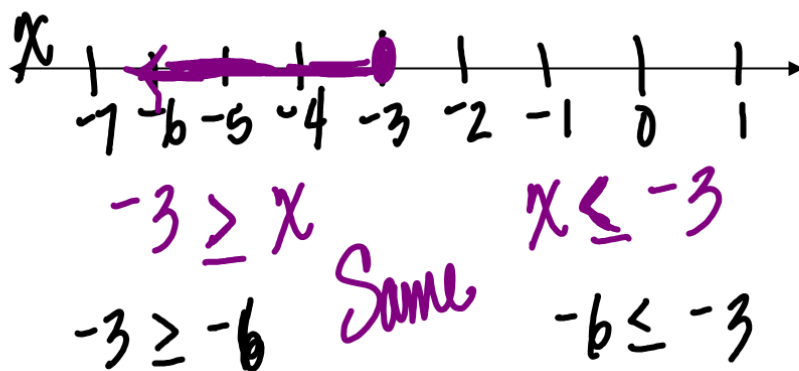 x
-7 -6 -5 -4 -3 -2 -1 0 1
-3 ≥ x x ≤ -3
Same
-3 ≥ -6 -6 ≤ -3